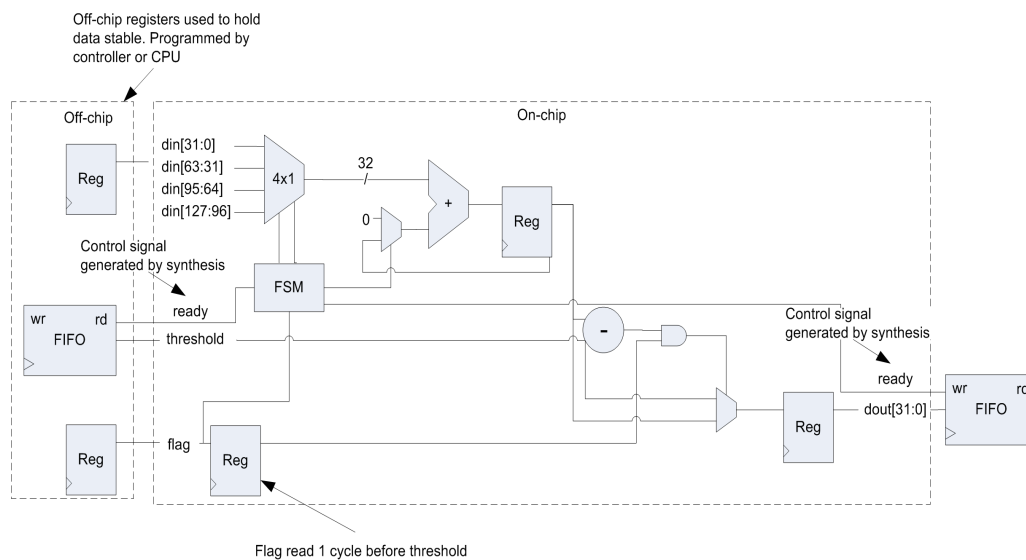 Off-chip registers used to hold
data stable. Programmed by
controller or CPU
Off-chip
On-chip
din[31:0]
din[63:31]
din[95:64]
din[127:96]
4x1
32
Reg
+
Reg
0
Control signal
generated by synthesis
FSM
ready
wr
rd
FIFO
threshold
-
Control signal
generated by synthesis
ready
wr
rd
FIFO
dout[31:0]
Reg
Reg
flag
Reg
Flag read 1 cycle before threshold